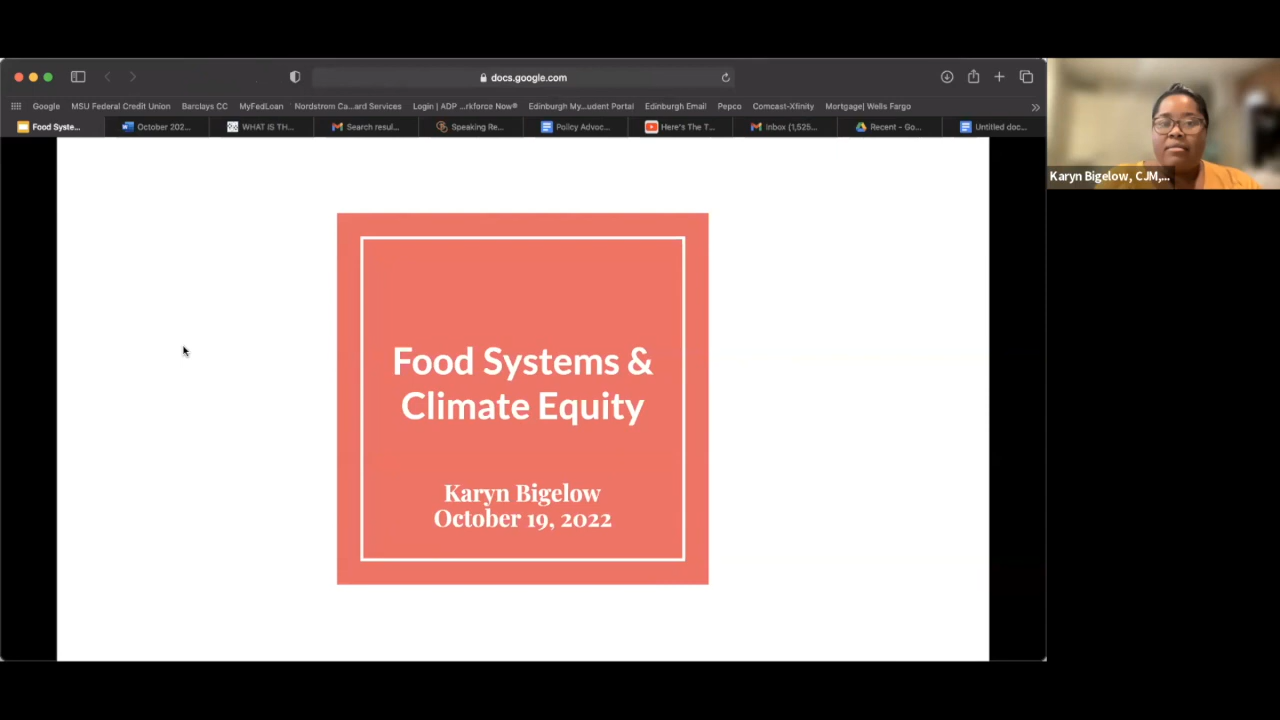 docs.google.com
Google
MSU Federal Credit Union
Barclays CC
MyFedLoan
Nordstrom Ca...ard Services
Login | ADP ...rkforce Now®
Edinburgh My...udent Portal
Edinburgh Email
Pepco
Comcast-Xfinity
Mortgage| Wells Fargo
Food Syste...
October 202...
WHAT IS TH...
Search resul...
Speaking Re...
Policy Advoc...
Here's The T...
Inbox (1,525...
Recent - Go...
Untitled doc...
Karyn Bigelow, CJM,...
Food Systems &
Climate Equity
Karyn Bigelow
October 19, 2022